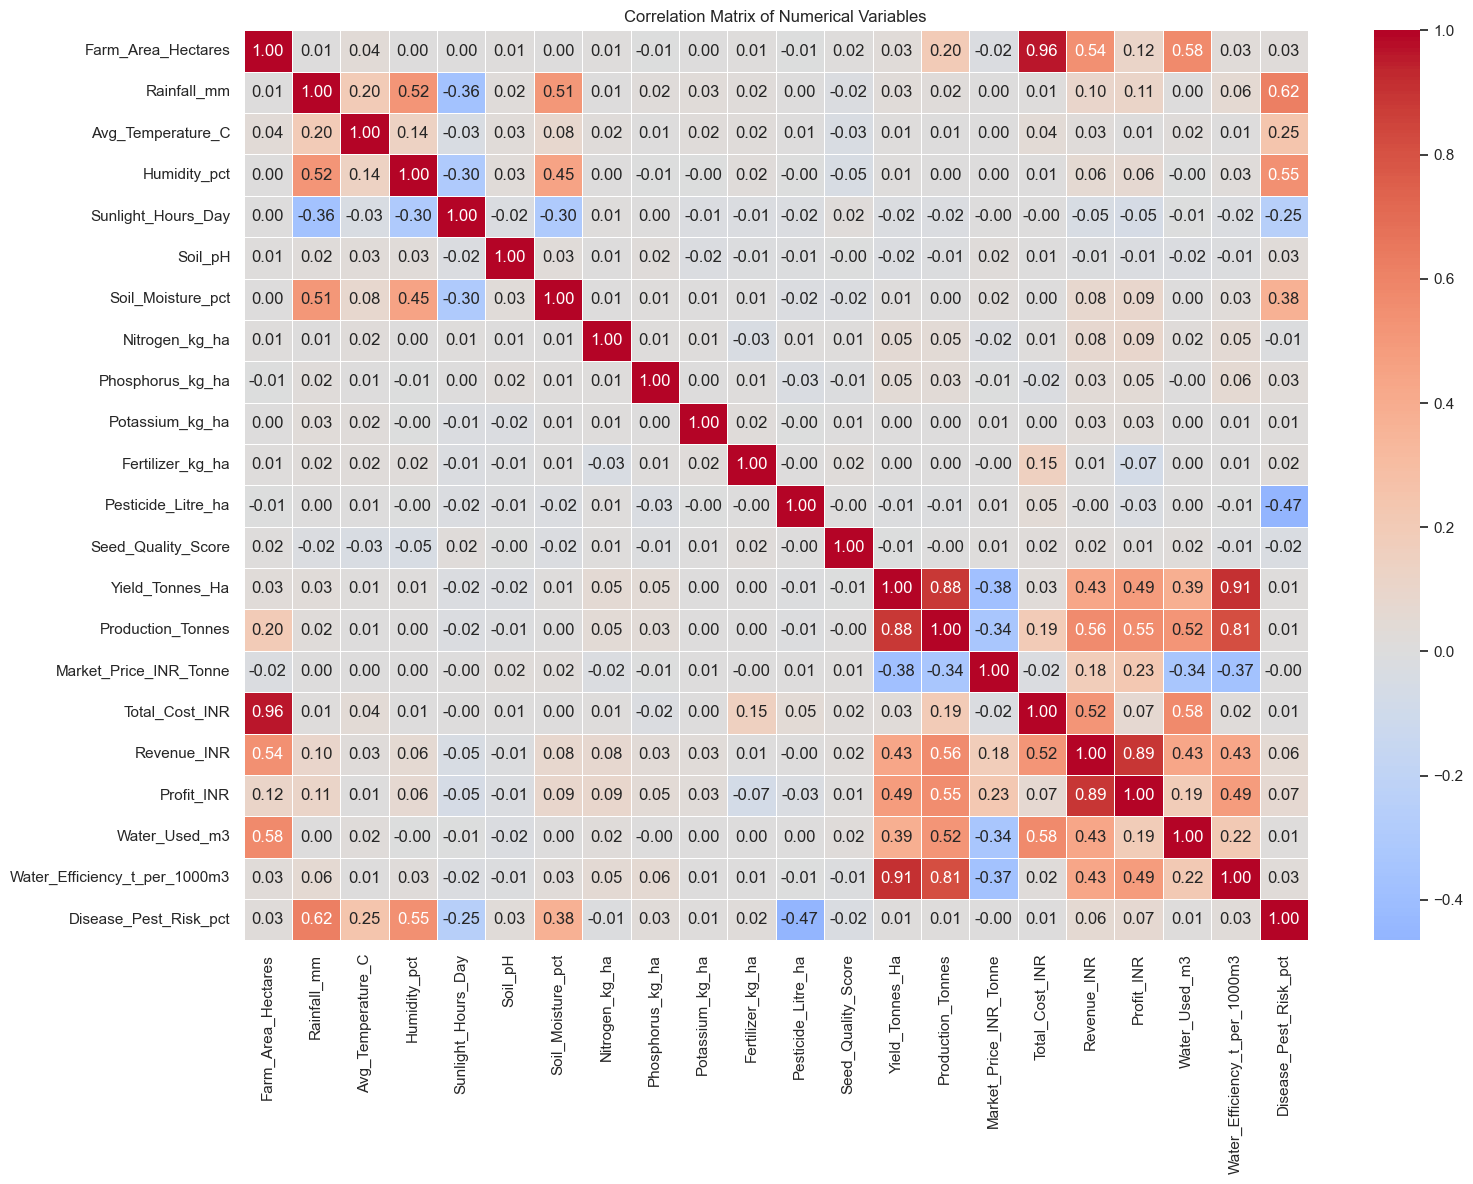 Correlation Matrix of Numerical Variables
Farm_Area_Hectares 1.00 0.01 0.04 0.00 0.00 0.01 0.00 0.01 -0.01 0.00 0.01 -0.01 0.02 0.03 0.20 -0.02 0.96 0.54 0.12 0.58 0.03 0.03
Rainfall_mm 0.01 1.00 0.20 0.52 -0.36 0.02 0.51 0.01 0.02 0.03 0.02 0.00 -0.02 0.03 0.02 0.00 0.01 0.10 0.11 0.00 0.06 0.62
Avg_Temperature_C 0.04 0.20 1.00 0.14 -0.03 0.03 0.08 0.02 0.01 0.02 0.02 0.01 -0.03 0.01 0.01 0.00 0.04 0.03 0.01 0.02 0.01 0.25
Humidity_pct 0.00 0.52 0.14 1.00 -0.30 0.03 0.45 0.00 -0.01 -0.00 0.02 -0.00 -0.05 0.01 0.00 0.00 0.01 0.06 0.06 -0.00 0.03 0.55
Sunlight_Hours_Day 0.00 -0.36 -0.03 -0.30 1.00 -0.02 -0.30 0.01 0.00 -0.01 -0.01 -0.02 0.02 -0.02 -0.02 -0.00 -0.00 -0.05 -0.05 -0.01 -0.02 -0.25
Soil_pH 0.01 0.02 0.03 0.03 -0.02 1.00 0.03 0.01 0.02 -0.02 -0.01 -0.01 -0.00 -0.02 -0.01 0.02 0.01 -0.01 -0.01 -0.02 -0.01 0.03
Soil_Moisture_pct 0.00 0.51 0.08 0.45 -0.30 0.03 1.00 0.01 0.01 0.01 0.01 -0.02 -0.02 0.01 0.00 0.02 0.00 0.08 0.09 0.00 0.03 0.38
Nitrogen_kg_ha 0.01 0.01 0.02 0.00 0.01 0.01 0.01 1.00 0.01 0.01 -0.03 0.01 0.01 0.05 0.05 -0.02 0.01 0.08 0.09 0.02 0.05 -0.01
Phosphorus_kg_ha -0.01 0.02 0.01 -0.01 0.00 0.02 0.01 0.01 1.00 0.00 0.01 -0.03 -0.01 0.05 0.03 -0.01 -0.02 0.03 0.05 -0.00 0.06 0.03
Potassium_kg_ha 0.00 0.03 0.02 -0.00 -0.01 -0.02 0.01 0.01 0.00 1.00 0.02 -0.00 0.01 0.00 0.00 0.01 0.00 0.03 0.03 0.00 0.01 0.01
Fertilizer_kg_ha 0.01 0.02 0.02 0.02 -0.01 -0.01 0.01 -0.03 0.01 0.02 1.00 -0.00 0.02 0.00 0.00 -0.00 0.15 0.01 -0.07 0.00 0.01 0.02
Pesticide_Litre_ha -0.01 0.00 0.01 -0.00 -0.02 -0.01 -0.02 0.01 -0.03 -0.00 -0.00 1.00 -0.00 -0.01 -0.01 0.01 0.05 -0.00 -0.03 0.00 -0.01 -0.47
Seed_Quality_Score 0.02 -0.02 -0.03 -0.05 0.02 -0.00 -0.02 0.01 -0.01 0.01 0.02 -0.00 1.00 -0.01 -0.00 0.01 0.02 0.02 0.01 0.02 -0.01 -0.02
Yield_Tonnes_Ha 0.03 0.03 0.01 0.01 -0.02 -0.02 0.01 0.05 0.05 0.00 0.00 -0.01 -0.01 1.00 0.88 -0.38 0.03 0.43 0.49 0.39 0.91 0.01
Production_Tonnes 0.20 0.02 0.01 0.00 -0.02 -0.01 0.00 0.05 0.03 0.00 0.00 -0.01 -0.00 0.88 1.00 -0.34 0.19 0.56 0.55 0.52 0.81 0.01
Market_Price_INR_Tonne -0.02 0.00 0.00 0.00 -0.00 0.02 0.02 -0.02 -0.01 0.01 -0.00 0.01 0.01 -0.38 -0.34 1.00 -0.02 0.18 0.23 -0.34 -0.37 -0.00
Total_Cost_INR 0.96 0.01 0.04 0.01 -0.00 0.01 0.00 0.01 -0.02 0.00 0.15 0.05 0.02 0.03 0.19 -0.02 1.00 0.52 0.07 0.58 0.02 0.01
Revenue_INR 0.54 0.10 0.03 0.06 -0.05 -0.01 0.08 0.08 0.03 0.03 0.01 -0.00 0.02 0.43 0.56 0.18 0.52 1.00 0.89 0.43 0.43 0.06
Profit_INR 0.12 0.11 0.01 0.06 -0.05 -0.01 0.09 0.09 0.05 0.03 -0.07 -0.03 0.01 0.49 0.55 0.23 0.07 0.89 1.00 0.19 0.49 0.07
Water_Used_m3 0.58 0.00 0.02 -0.00 -0.01 -0.02 0.00 0.02 -0.00 0.00 0.00 0.00 0.02 0.39 0.52 -0.34 0.58 0.43 0.19 1.00 0.22 0.01
Water_Efficiency_t_per_1000m3 0.03 0.06 0.01 0.03 -0.02 -0.01 0.03 0.05 0.06 0.01 0.01 -0.01 -0.01 0.91 0.81 -0.37 0.02 0.43 0.49 0.22 1.00 0.03
Disease_Pest_Risk_pct 0.03 0.62 0.25 0.55 -0.25 0.03 0.38 -0.01 0.03 0.01 0.02 -0.47 -0.02 0.01 0.01 -0.00 0.01 0.06 0.07 0.01 0.03 1.00
Farm_Area_Hectares
Rainfall_mm
Avg_Temperature_C
Humidity_pct
Sunlight_Hours_Day
Soil_pH
Soil_Moisture_pct
Nitrogen_kg_ha
Phosphorus_kg_ha
Potassium_kg_ha
Fertilizer_kg_ha
Pesticide_Litre_ha
Seed_Quality_Score
Yield_Tonnes_Ha
Production_Tonnes
Market_Price_INR_Tonne
Total_Cost_INR
Revenue_INR
Profit_INR
Water_Used_m3
Water_Efficiency_t_per_1000m3
Disease_Pest_Risk_pct
1.0
0.8
0.6
0.4
0.2
0.0
−0.2
−0.4